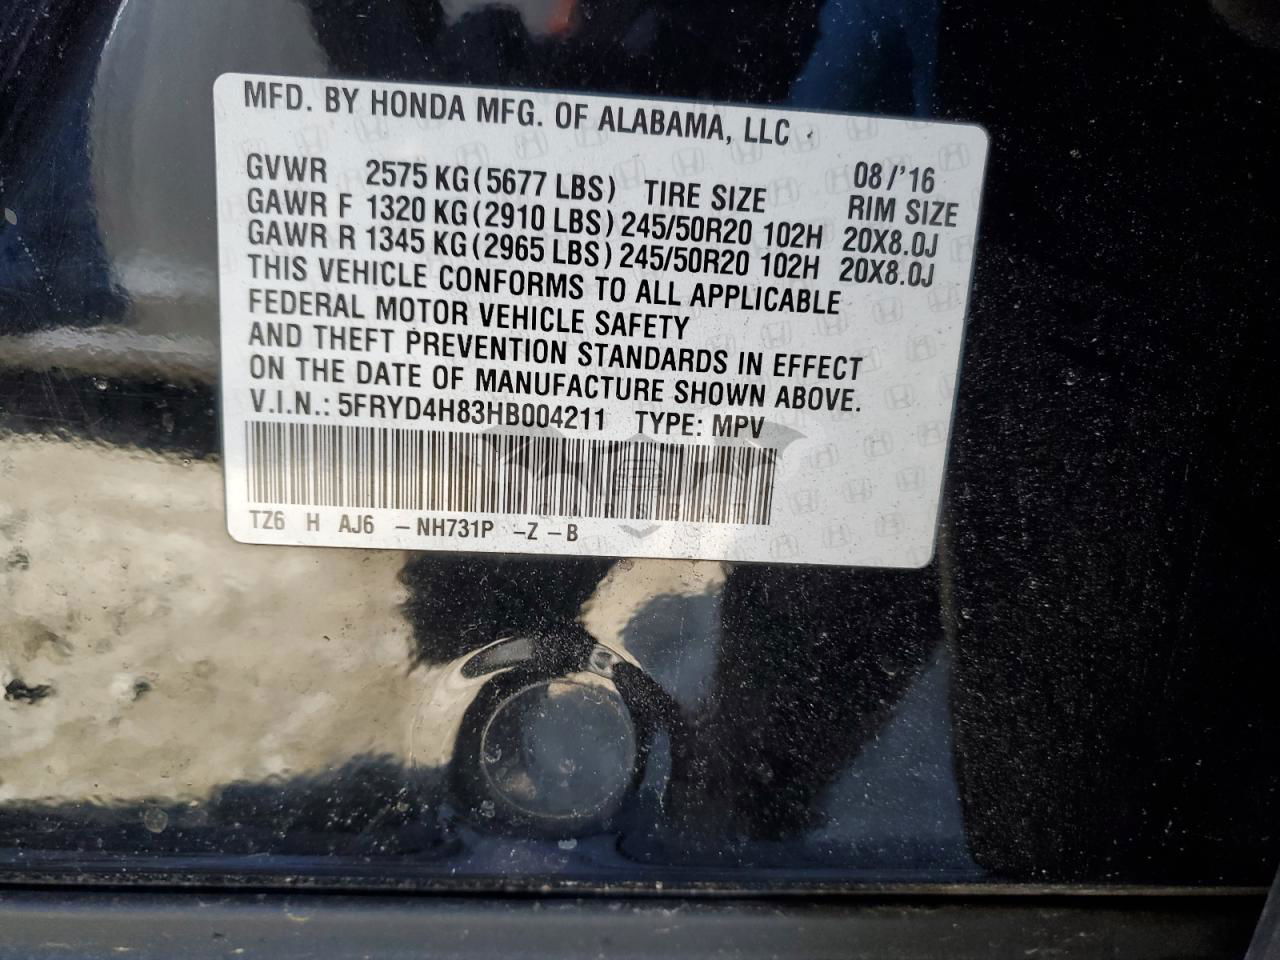 MFD. BY HONDA MFG. OF ALABAMA, LLC
08/'16
GVWR 2575 KG(5677 LBS) TIRE SIZE RIM SIZE
GAWR F 1320 KG(2910 LBS) 245/50R20 102H 20X8.0J
GAWR R 1345 KG(2965 LBS) 245/50R20 102H 20X8.0J
THIS VEHICLE CONFORMS TO ALL APPLICABLE
FEDERAL MOTOR VEHICLE SAFETY
AND THEFT PREVENTION STANDARDS IN EFFECT
ON THE DATE OF MANUFACTURE SHOWN ABOVE.
V.I.N.: 5FRYD4H83HB004211 TYPE: MPV
TZ6 H AJ6 -NH731P -Z -B